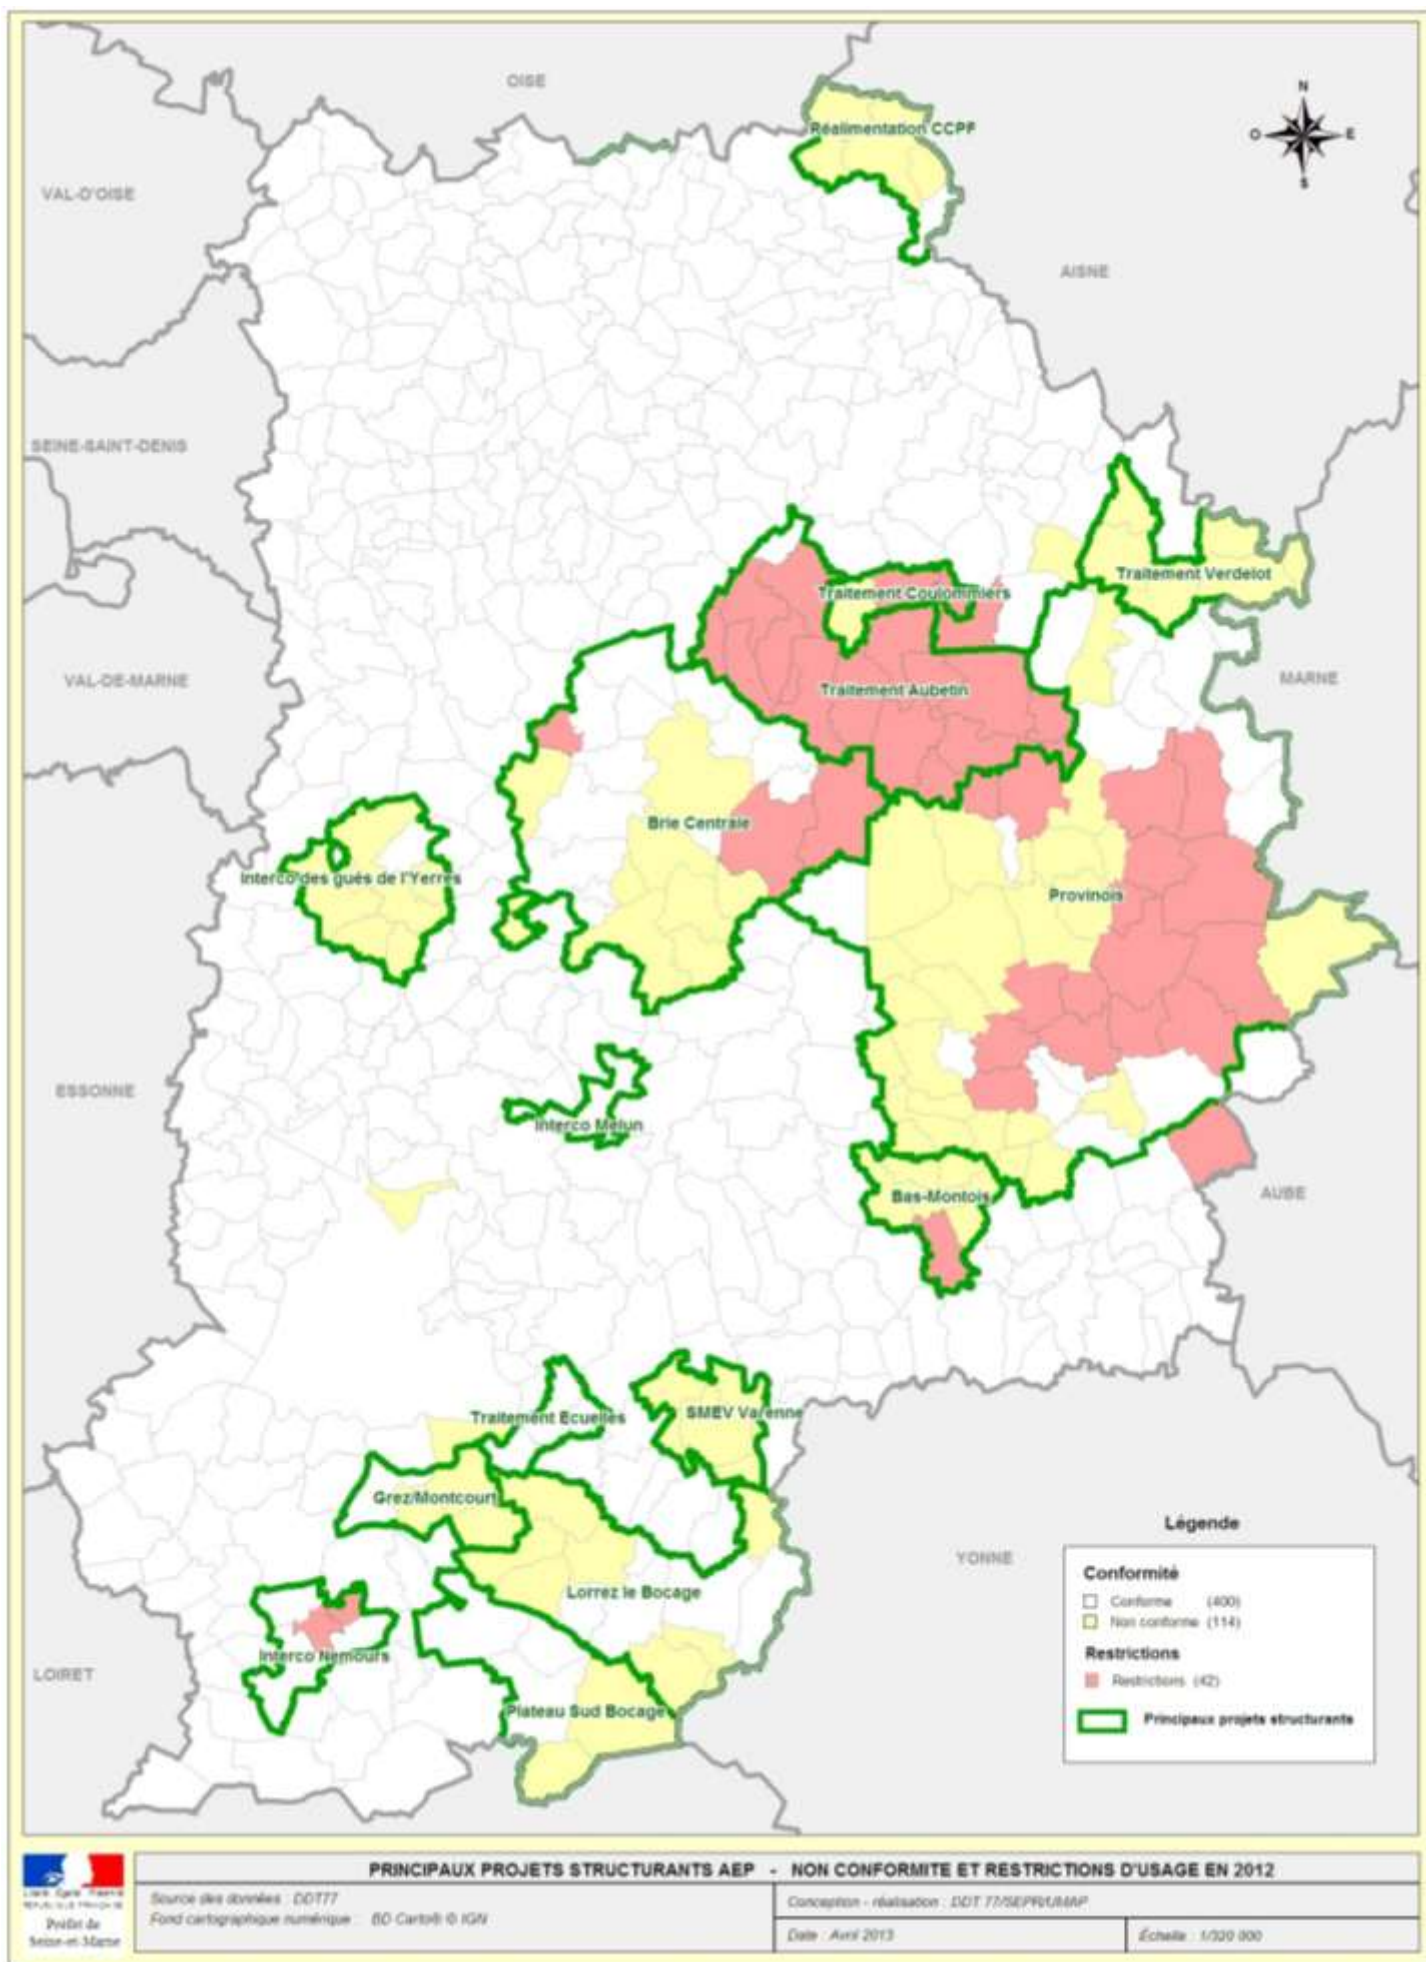 OISE
N
Réalimentation CCPF
O
E
S
VAL-D'OISE
AISNE
SEINE-SAINT-DENIS
Traitement Verdelot
Traitement Coulommiers
VAL-DE-MARNE
MARNE
Traitement Aubetin
Brie Centrale
Interco des gués de l'Yerres
Provinois
ESSONNE
Interco Melun
Bas-Montois
AUBE
SMEV Varenne
Traitement Ecuelles
Grez/Montcourt
Légende
YONNE
Conformité
Lorrez le Bocage
Conforme (400)
Non conforme (114)
Interco Nemours
Restrictions
LOIRET
Restrictions (42)
Plateau Sud Bocage
Principaux projets structurants
PRINCIPAUX PROJETS STRUCTURANTS AEP - NON CONFORMITE ET RESTRICTIONS D'USAGE EN 2012
Source des données : DDT77
Fond cartographique numérique : BD Carto® © IGN
Conception - réalisation : DDT 77/SEPR/UMAP
Préfet de
Seine-et-Marne
Date : Avril 2013
Échelle : 1/320 000